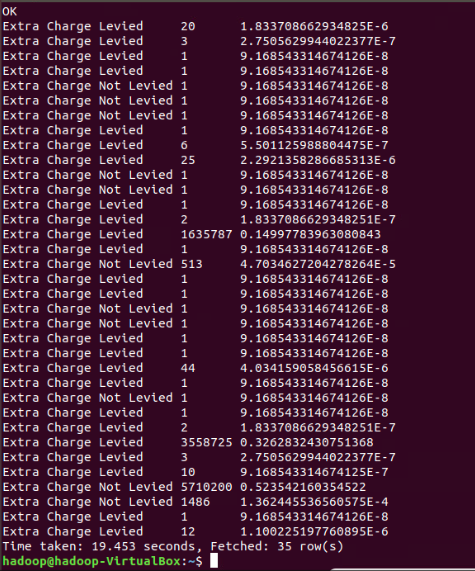 OK
Extra Charge Levied 20 1.833708662934825E-6
Extra Charge Levied 3 2.7505629944022377E-7
Extra Charge Levied 1 9.168543314674126E-8
Extra Charge Levied 1 9.168543314674126E-8
Extra Charge Not Levied 1 9.168543314674126E-8
Extra Charge Not Levied 1 9.168543314674126E-8
Extra Charge Not Levied 1 9.168543314674126E-8
Extra Charge Levied 1 9.168543314674126E-8
Extra Charge Levied 6 5.501125988804475E-7
Extra Charge Levied 25 2.2921358286685313E-6
Extra Charge Not Levied 1 9.168543314674126E-8
Extra Charge Not Levied 1 9.168543314674126E-8
Extra Charge Levied 1 9.168543314674126E-8
Extra Charge Levied 2 1.8337086629348251E-7
Extra Charge Levied 1635787 0.14997783963080843
Extra Charge Levied 1 9.168543314674126E-8
Extra Charge Not Levied 513 4.7034627204278264E-5
Extra Charge Levied 1 9.168543314674126E-8
Extra Charge Levied 1 9.168543314674126E-8
Extra Charge Not Levied 1 9.168543314674126E-8
Extra Charge Not Levied 1 9.168543314674126E-8
Extra Charge Levied 1 9.168543314674126E-8
Extra Charge Levied 1 9.168543314674126E-8
Extra Charge Levied 44 4.034159058456615E-6
Extra Charge Levied 1 9.168543314674126E-8
Extra Charge Not Levied 1 9.168543314674126E-8
Extra Charge Levied 1 9.168543314674126E-8
Extra Charge Levied 2 1.8337086629348251E-7
Extra Charge Levied 3558725 0.3262832430751368
Extra Charge Levied 3 2.7505629944022377E-7
Extra Charge Levied 10 9.168543314674125E-7
Extra Charge Not Levied 5710200 0.523542160354522
Extra Charge Not Levied 1486 1.362445536560575E-4
Extra Charge Levied 1 9.168543314674126E-8
Extra Charge Levied 12 1.100225197760895E-6
Time taken: 19.453 seconds, Fetched: 35 row(s)
hadoop@hadoop-VirtualBox:~$